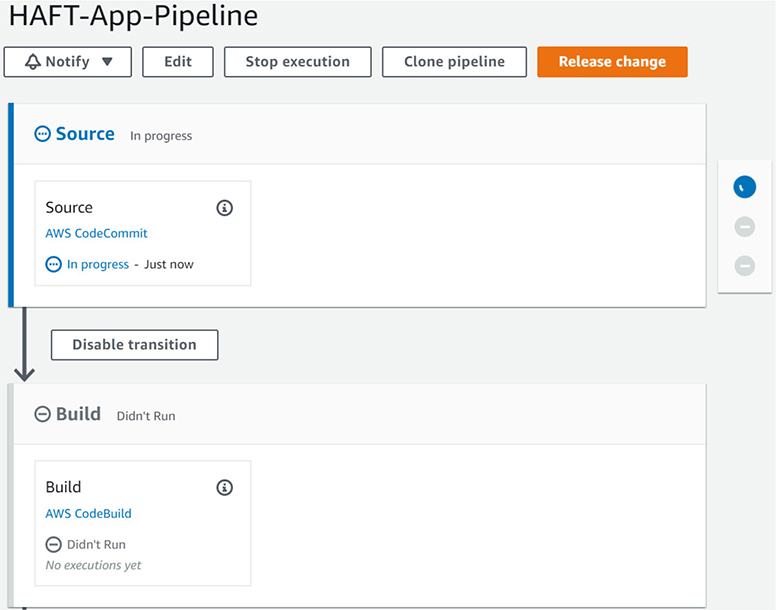 HAFT-App-Pipeline
Notify Edit Stop execution Clone pipeline Release change
Source In progress
Source
AWS CodeCommit
In progress - Just now
Disable transition
Build Didn't Run
Build
AWS CodeBuild
Didn't Run
No executions yet